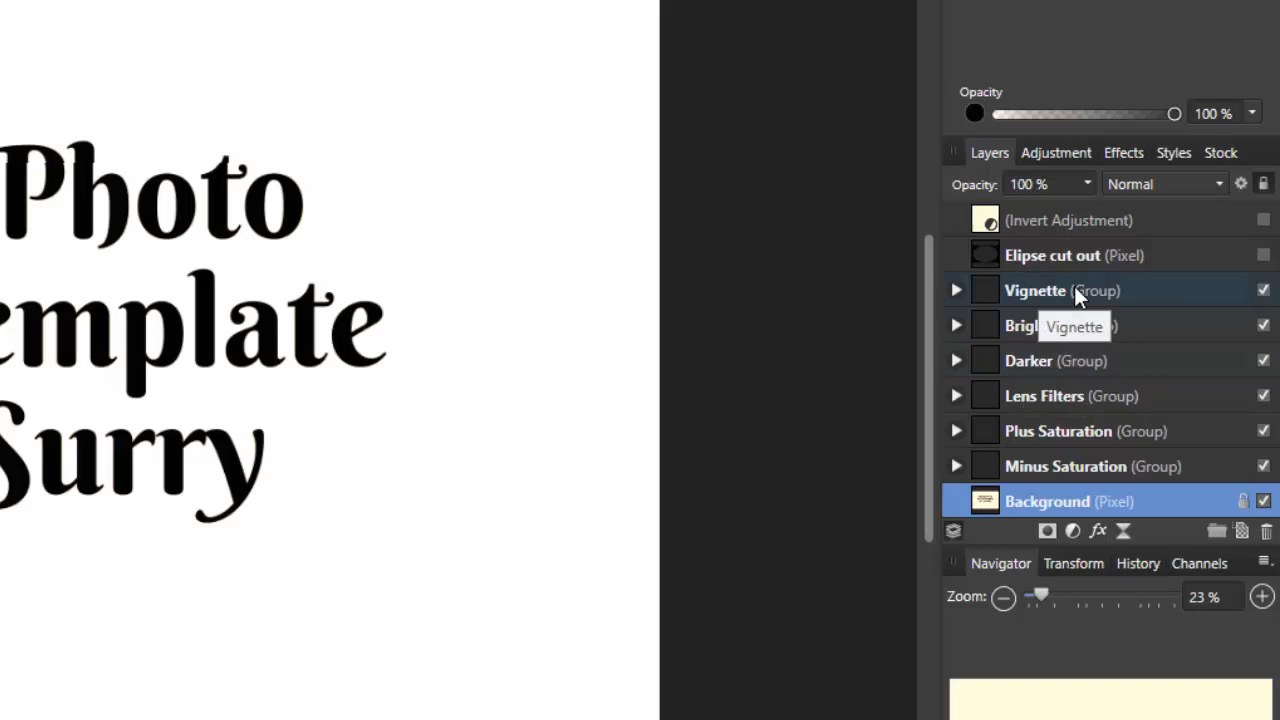 Photo
emplate
Surry
Opacity
100 %
Layers Adjustment Effects Styles Stock
Opacity: 100 % Normal
(Invert Adjustment)
Elipse cut out (Pixel)
Vignette (Group)
Vignette
Darker (Group)
Lens Filters (Group)
Plus Saturation (Group)
Minus Saturation (Group)
Background (Pixel)
fx
Navigator Transform History Channels
Zoom: 23 %